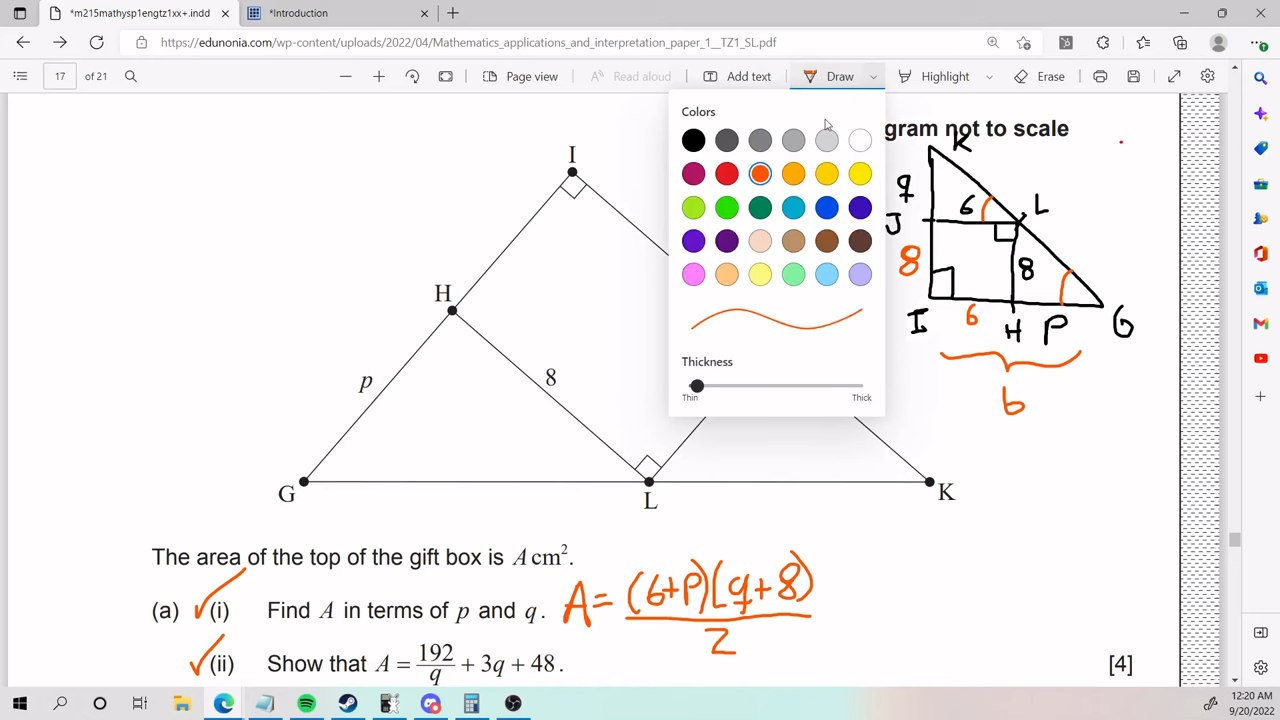 *m215mathysp1engtz1xx+.indd
*Introduction
https://edunonia.com/wp-content/uploads/2022/04/Mathematics_applications_and_interpretation_paper_1__TZ1_SL.pdf
17 of 21
Page view
Read aloud
Add text
Draw
Highlight
Erase
Colors
Thickness
Thin
Thick
gram not to scale
K
q
6
L
J
8
8
I
6
H
P
G
b
I
H
p
8
G
L
K
The area of the top of the gift box is A cm².
(a) (i) Find A in terms of p and q. A= (6+P)(q+8)/2
(ii) Show that A = 192/q + 3q + 48. [4]
12:20 AM
9/20/2022